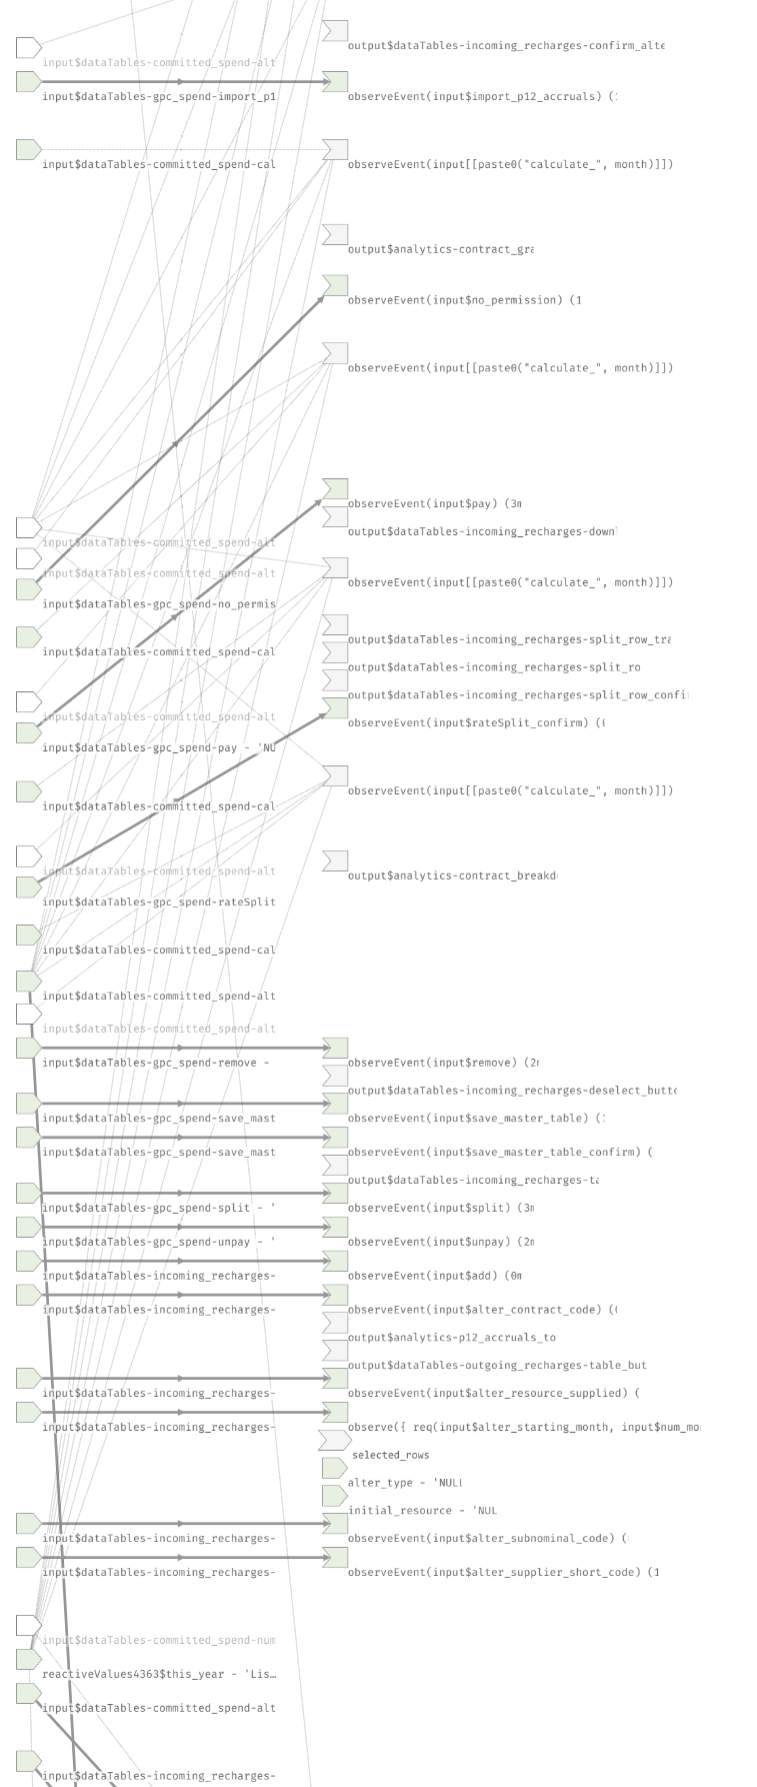 output$dataTables-incoming_recharges-confirm_alte
input$dataTables-committed_spend-alt
input$dataTables-gpc_spend-import_p1
observeEvent(input$import_p12_accruals) (
input$dataTables-committed_spend-cal
observeEvent(input[[paste0("calculate_", month)]])
output$analytics-contract_gra
observeEvent(input$no_permission) (1
observeEvent(input[[paste0("calculate_", month)]])
observeEvent(input$pay) (3m
output$dataTables-incoming_recharges-down
input$dataTables-committed_spend-alt
input$dataTables-committed_spend-alt
observeEvent(input[[paste0("calculate_", month)]])
input$dataTables-gpc_spend-no_permis
output$dataTables-incoming_recharges-split_row_tra
input$dataTables-committed_spend-cal
output$dataTables-incoming_recharges-split_ro
output$dataTables-incoming_recharges-split_row_confi
input$dataTables-committed_spend-alt
observeEvent(input$rateSplit_confirm) (
input$dataTables-gpc_spend-pay - 'NU
observeEvent(input[[paste0("calculate_", month)]])
input$dataTables-committed_spend-cal
input$dataTables-committed_spend-alt
output$analytics-contract_breakd
input$dataTables-gpc_spend-rateSplit
input$dataTables-committed_spend-cal
input$dataTables-committed_spend-alt
input$dataTables-committed_spend-alt
input$dataTables-gpc_spend-remove -
observeEvent(input$remove) (2
output$dataTables-incoming_recharges-deselect_butto
input$dataTables-gpc_spend-save_mast
observeEvent(input$save_master_table) (
input$dataTables-gpc_spend-save_mast
observeEvent(input$save_master_table_confirm) (
output$dataTables-incoming_recharges-ta
input$dataTables-gpc_spend-split - '
observeEvent(input$split) (3m
input$dataTables-gpc_spend-unpay - '
observeEvent(input$unpay) (2m
input$dataTables-incoming_recharges-
observeEvent(input$add) (0m
input$dataTables-incoming_recharges-
observeEvent(input$alter_contract_code) (
output$analytics-p12_accruals_to
output$dataTables-outgoing_recharges-table_but
input$dataTables-incoming_recharges-
observeEvent(input$alter_resource_supplied) (
input$dataTables-incoming_recharges-
observe({ req(input$alter_starting_month, input$num_mo
selected_rows
alter_type - 'NULL
initial_resource - 'NUL
input$dataTables-incoming_recharges-
observeEvent(input$alter_subnominal_code) (
input$dataTables-incoming_recharges-
observeEvent(input$alter_supplier_short_code) (1
input$dataTables-committed_spend-num
reactiveValues4363$this_year - 'Lis…
input$dataTables-committed_spend-alt
input$dataTables-incoming_recharges-